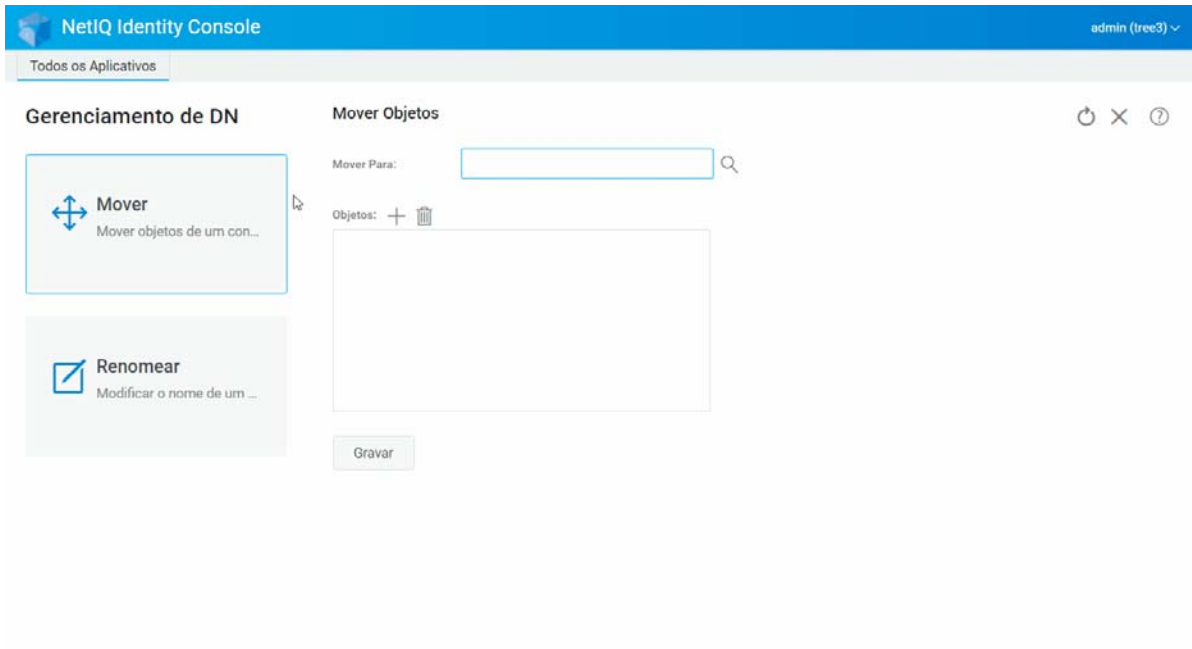 NetIQ Identity Console
admin (tree3)
Todos os Aplicativos
Gerenciamento de DN
Mover
Mover objetos de um con...
Renomear
Modificar o nome de um ...
Mover Objetos
Mover Para:
Objetos:
Gravar